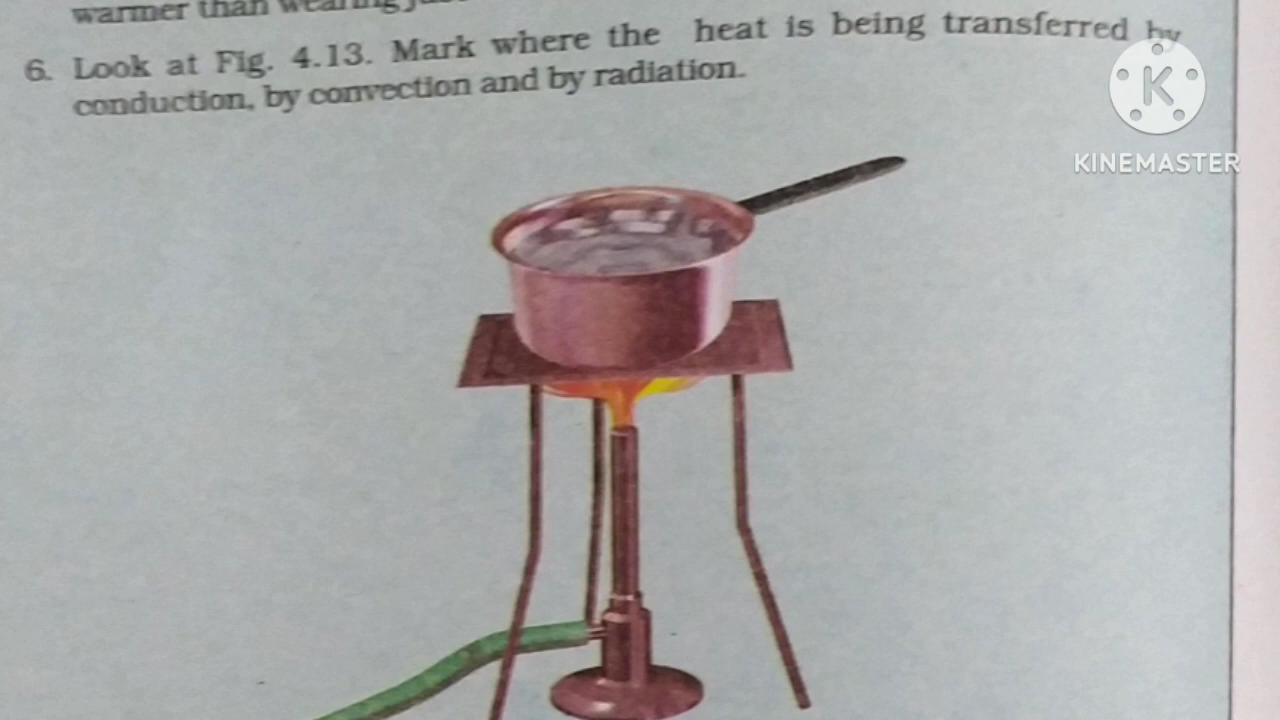 warmer than wearing
6. Look at Fig. 4.13. Mark where the heat is being transferred by
conduction, by convection and by radiation.
K
KINEMASTER